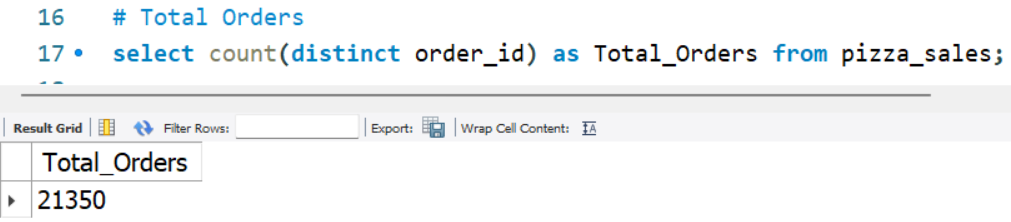 16 # Total Orders
17 select count(distinct order_id) as Total_Orders from pizza_sales;
Result Grid Filter Rows: Export: Wrap Cell Content: IA
Total_Orders
21350